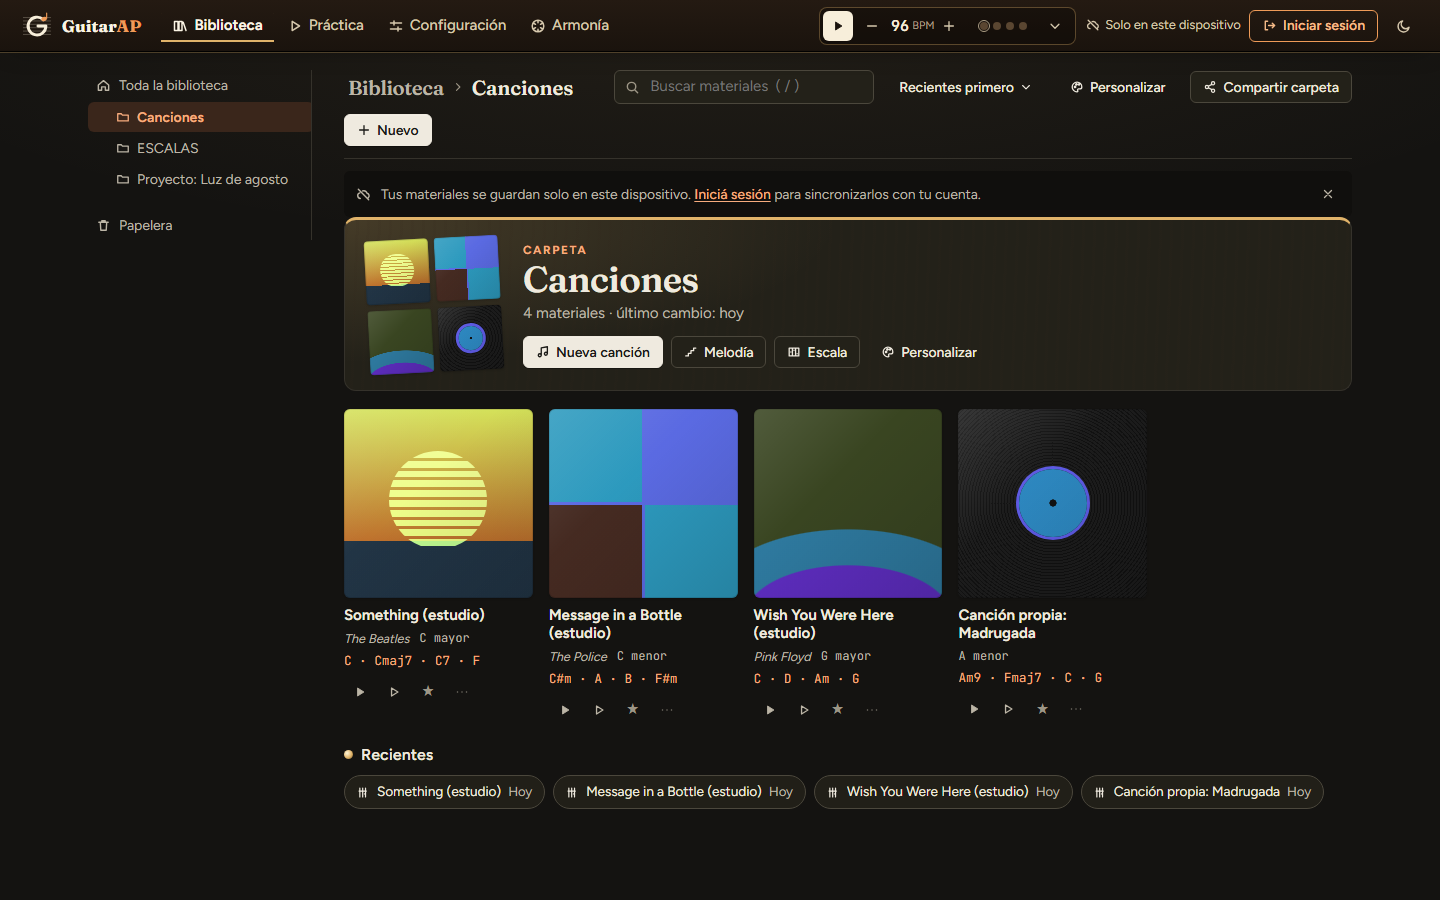 GuitarAP
Biblioteca
Práctica
Configuración
Armonía
96 BPM
Solo en este dispositivo
Iniciar sesión
Toda la biblioteca
Canciones
ESCALAS
Proyecto: Luz de agosto
Papelera
Biblioteca > Canciones
Buscar materiales ( / )
Recientes primero
Personalizar
Compartir carpeta
+ Nuevo
Tus materiales se guardan solo en este dispositivo. Iniciá sesión para sincronizarlos con tu cuenta.
CARPETA
Canciones
4 materiales · último cambio: hoy
Nueva canción
Melodía
Escala
Personalizar
Something (estudio)
The Beatles C mayor
C · Cmaj7 · C7 · F
Message in a Bottle
(estudio)
The Police C menor
C#m · A · B · F#m
Wish You Were Here
(estudio)
Pink Floyd G mayor
C · D · Am · G
Canción propia:
Madrugada
A menor
Am9 · Fmaj7 · C · G
Recientes
Something (estudio) Hoy
Message in a Bottle (estudio) Hoy
Wish You Were Here (estudio) Hoy
Canción propia: Madrugada Hoy